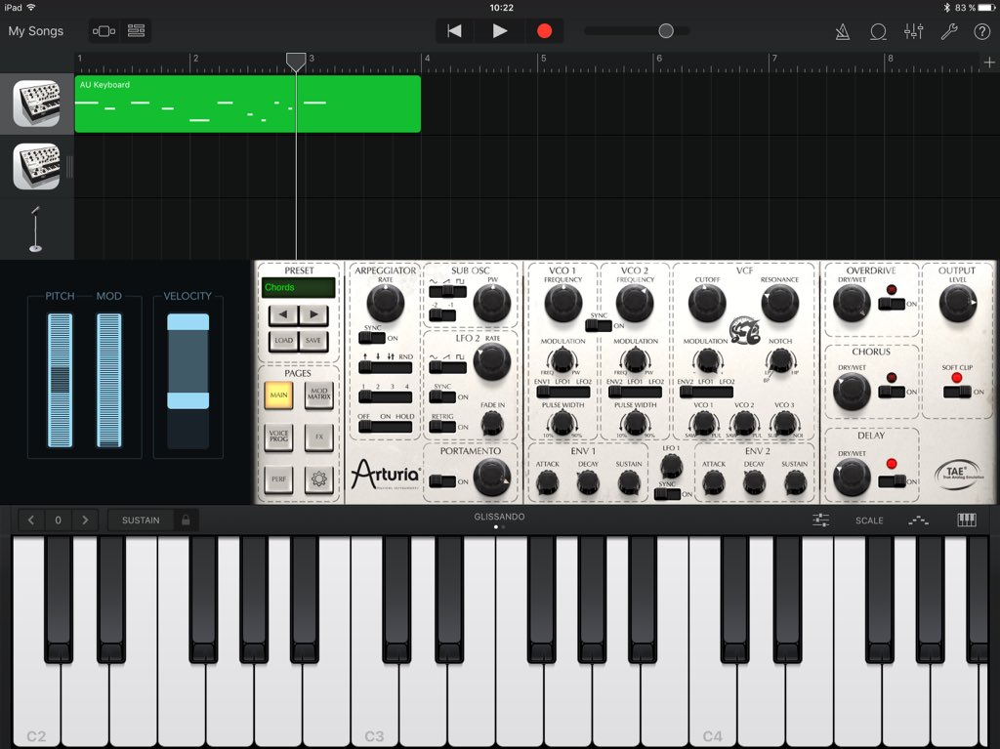 iPad 10:22 83 %
My Songs
1 2 3 4 5 6 7 8
AU Keyboard
PITCH MOD VELOCITY
PRESET
Chords
LOAD SAVE
PAGES
MAIN MOD MATRIX
VOICE PROG FX
PERF
ARPEGGIATOR
RATE
SYNC
ON
RND
1 2 3 4
OFF ON HOLD
Arturia
MUSICAL INSTRUMENTS
SUB OSC
PW
-2 -1
LFO 2 RATE
SYNC
ON
FADE IN
RETRIG
ON
PORTAMENTO
ON
VCO 1
FREQUENCY
SYNC
ON
MODULATION
FREQ PW
ENV1 LFO1 LFO2
PULSE WIDTH
10% 90%
VCO 2
FREQUENCY
MODULATION
FREQ PW
ENV2 LFO1 LFO2
PULSE WIDTH
10% 90%
ENV 1
ATTACK DECAY SUSTAIN
LFO 1
SYNC
ON
VCF
CUTOFF RESONANCE
MODULATION NOTCH
LP HP
BP
ENV2 LFO1 LFO2
VCO 1 VCO 2 VCO 3
ENV 2
ATTACK DECAY SUSTAIN
OVERDRIVE
DRY/WET
ON
CHORUS
DRY/WET
ON
DELAY
DRY/WET
ON
OUTPUT
LEVEL
SOFT CLIP
ON
TAE®
True Analog Emulation
0 SUSTAIN GLISSANDO SCALE
C2 C3 C4